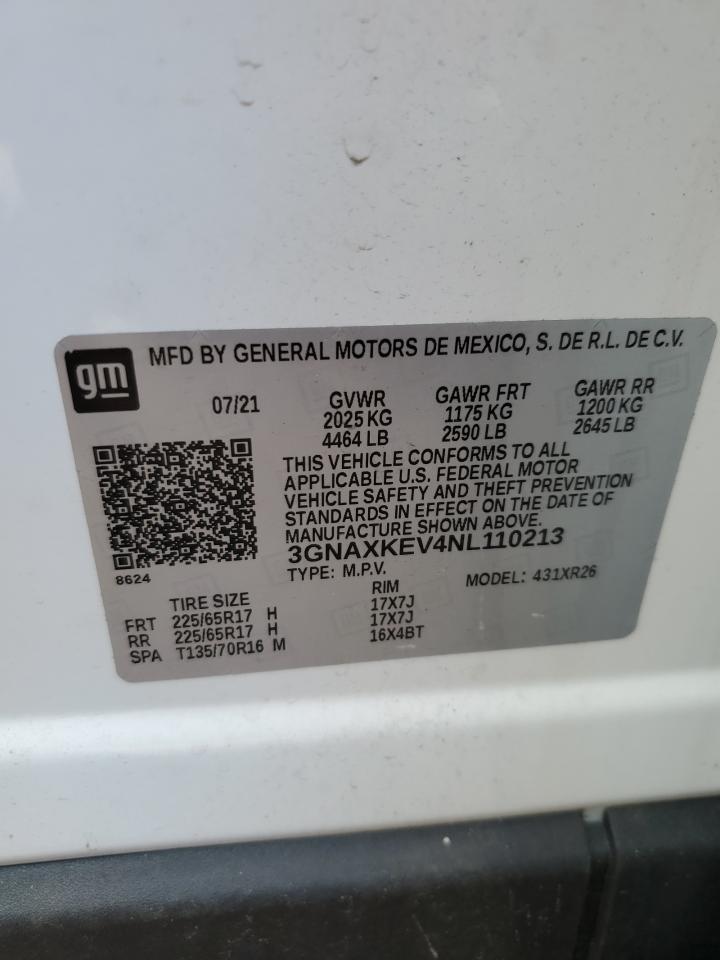 gm
MFD BY GENERAL MOTORS DE MEXICO, S. DE R.L. DE C.V.
07/21 GVWR GAWR FRT GAWR RR
2025 KG 1175 KG 1200 KG
4464 LB 2590 LB 2645 LB
THIS VEHICLE CONFORMS TO ALL
APPLICABLE U.S. FEDERAL MOTOR
VEHICLE SAFETY AND THEFT PREVENTION
STANDARDS IN EFFECT ON THE DATE OF
MANUFACTURE SHOWN ABOVE.
3GNAXKEV4NL110213
8624
TYPE: M.P.V. MODEL: 431XR26
TIRE SIZE RIM
FRT 225/65R17 H 17X7J
RR 225/65R17 H 17X7J
SPA T135/70R16 M 16X4BT